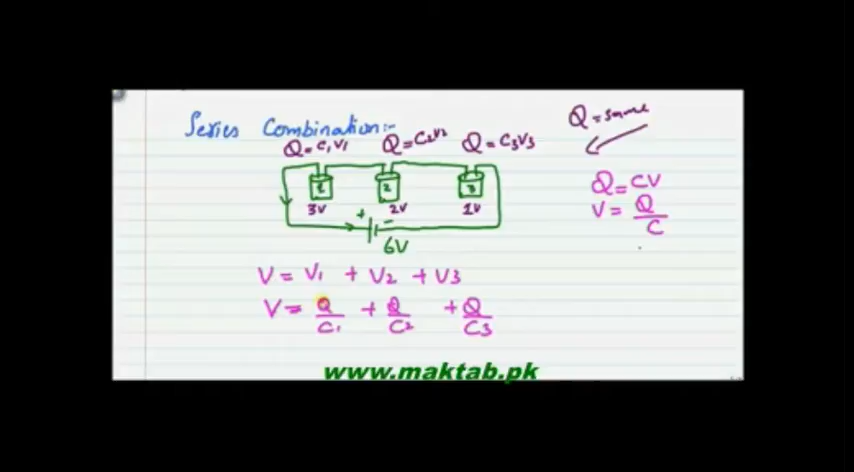 Series Combination:-
Q = same
Q = C1V1 Q = C2V2 Q = C3V3
1 2 3
Q = CV
3V 2V 1V
V = Q/C
+ -
6V
V = V1 + V2 + V3
V = Q/C1 + Q/C2 + Q/C3
www.maktab.pk